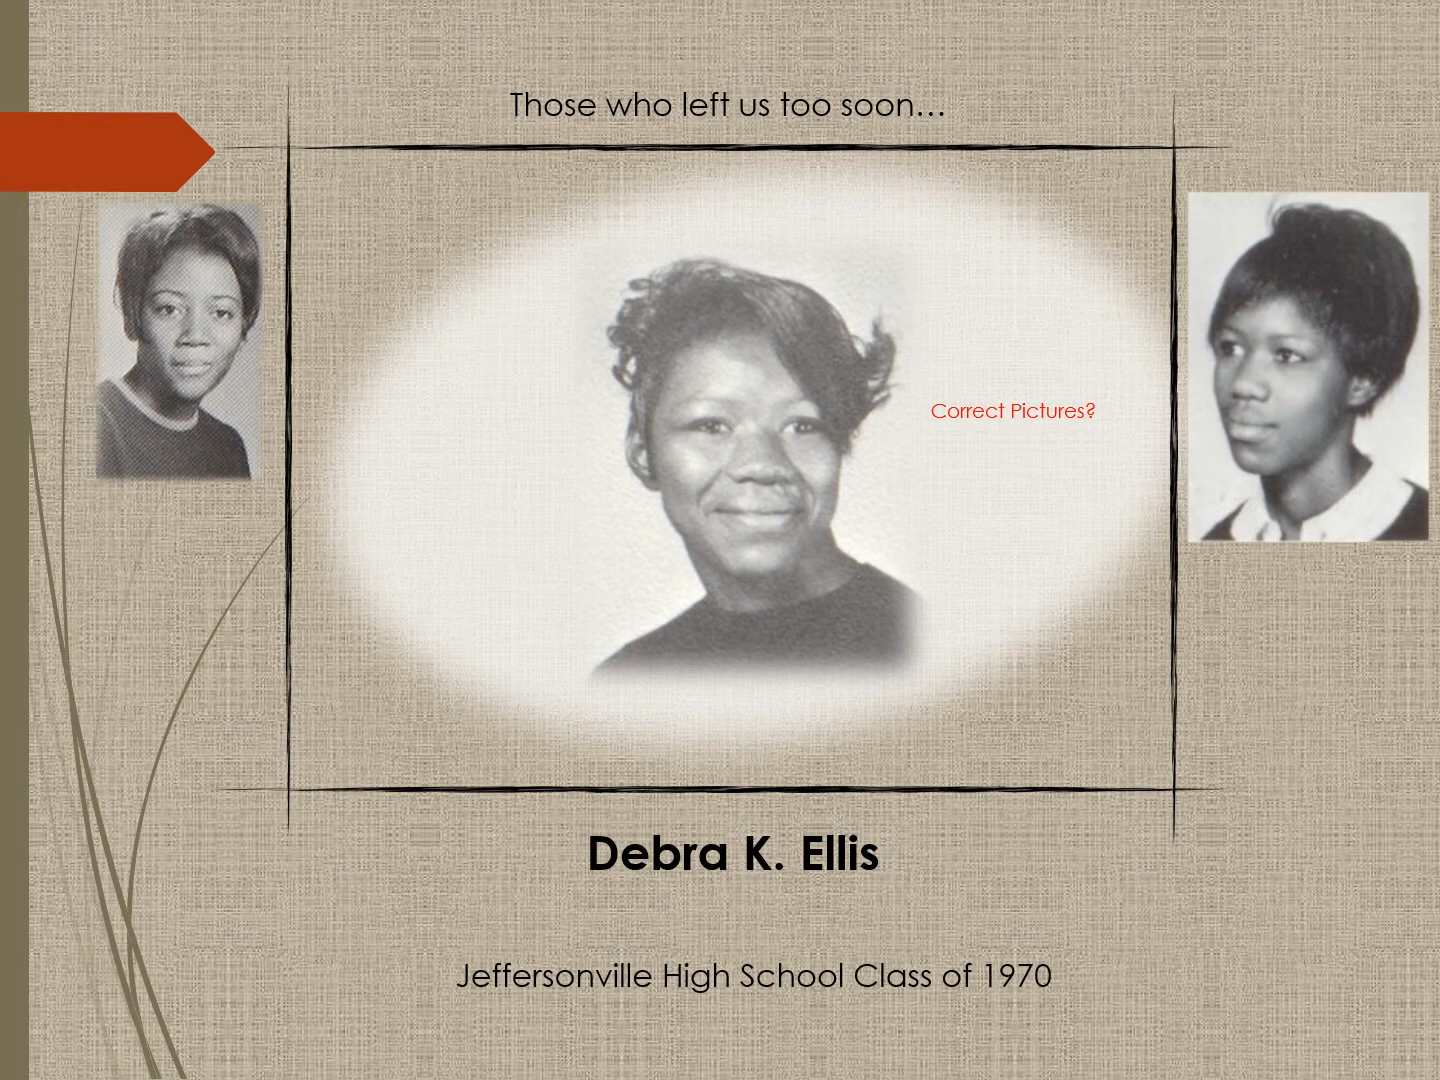 Those who left us too soon…
Correct Pictures?
Debra K. Ellis
Jeffersonville High School Class of 1970